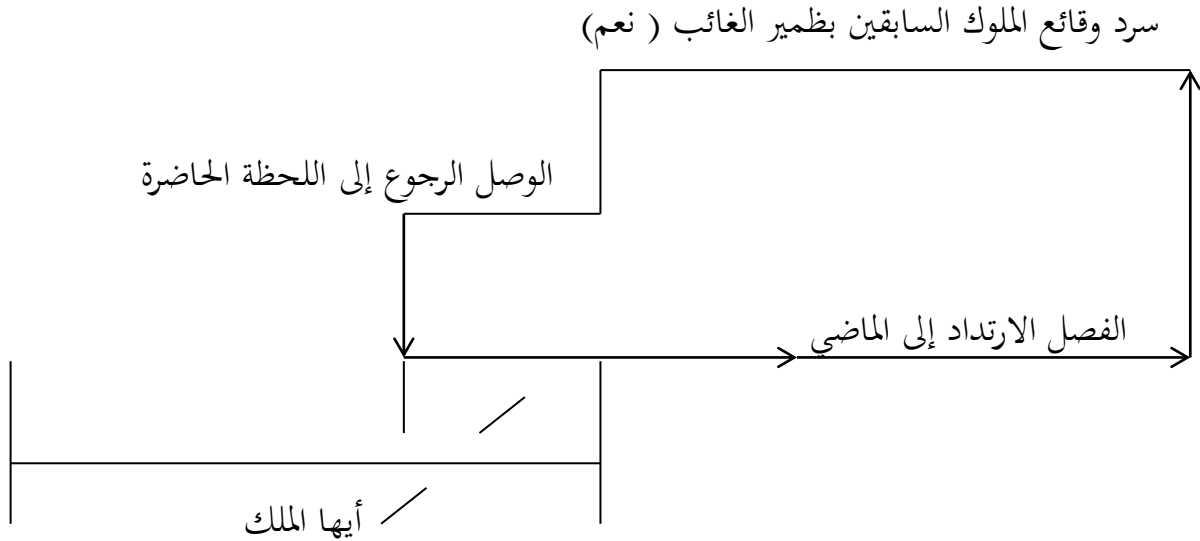 سرد وقائع الملوك السابقين بظمير الغائب ( نعم)
الوصل الرجوع إلى اللحظة الحاضرة
الفصل الارتداد إلى الماضي
أيها الملك